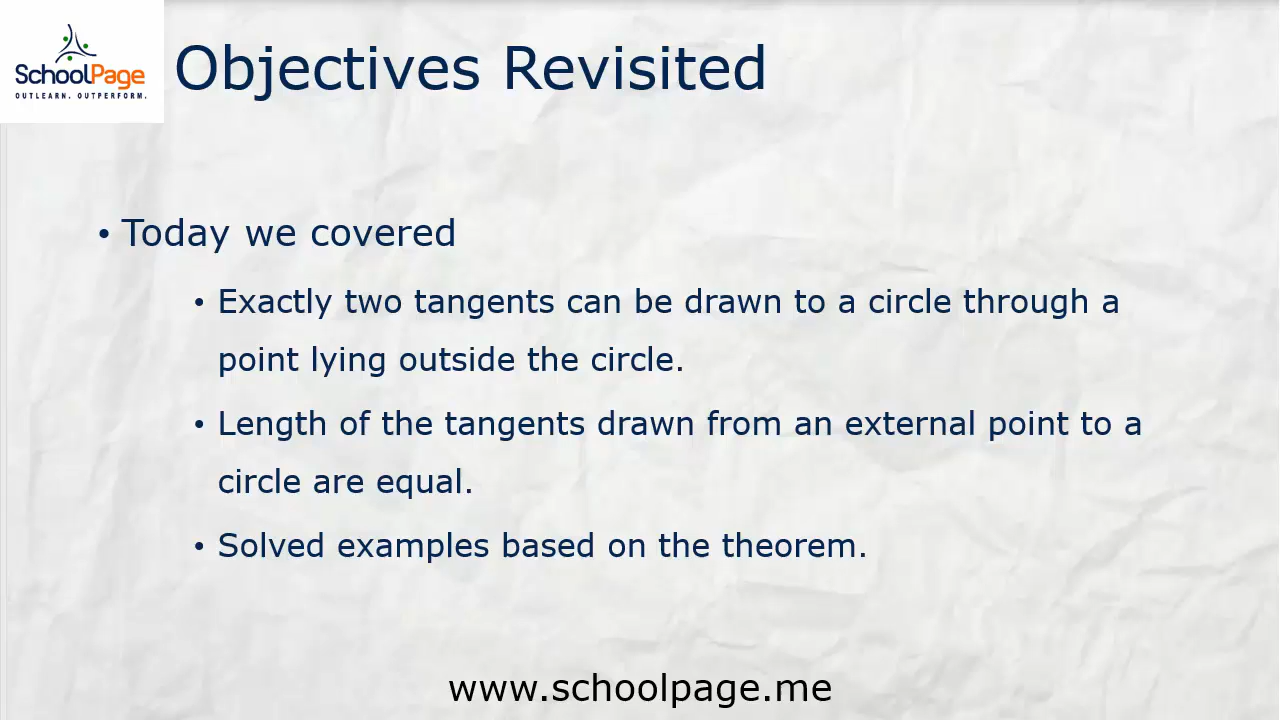 SchoolPage
OUTLEARN. OUTPERFORM.
Objectives Revisited
• Today we covered
• Exactly two tangents can be drawn to a circle through a
point lying outside the circle.
• Length of the tangents drawn from an external point to a
circle are equal.
• Solved examples based on the theorem.
www.schoolpage.me